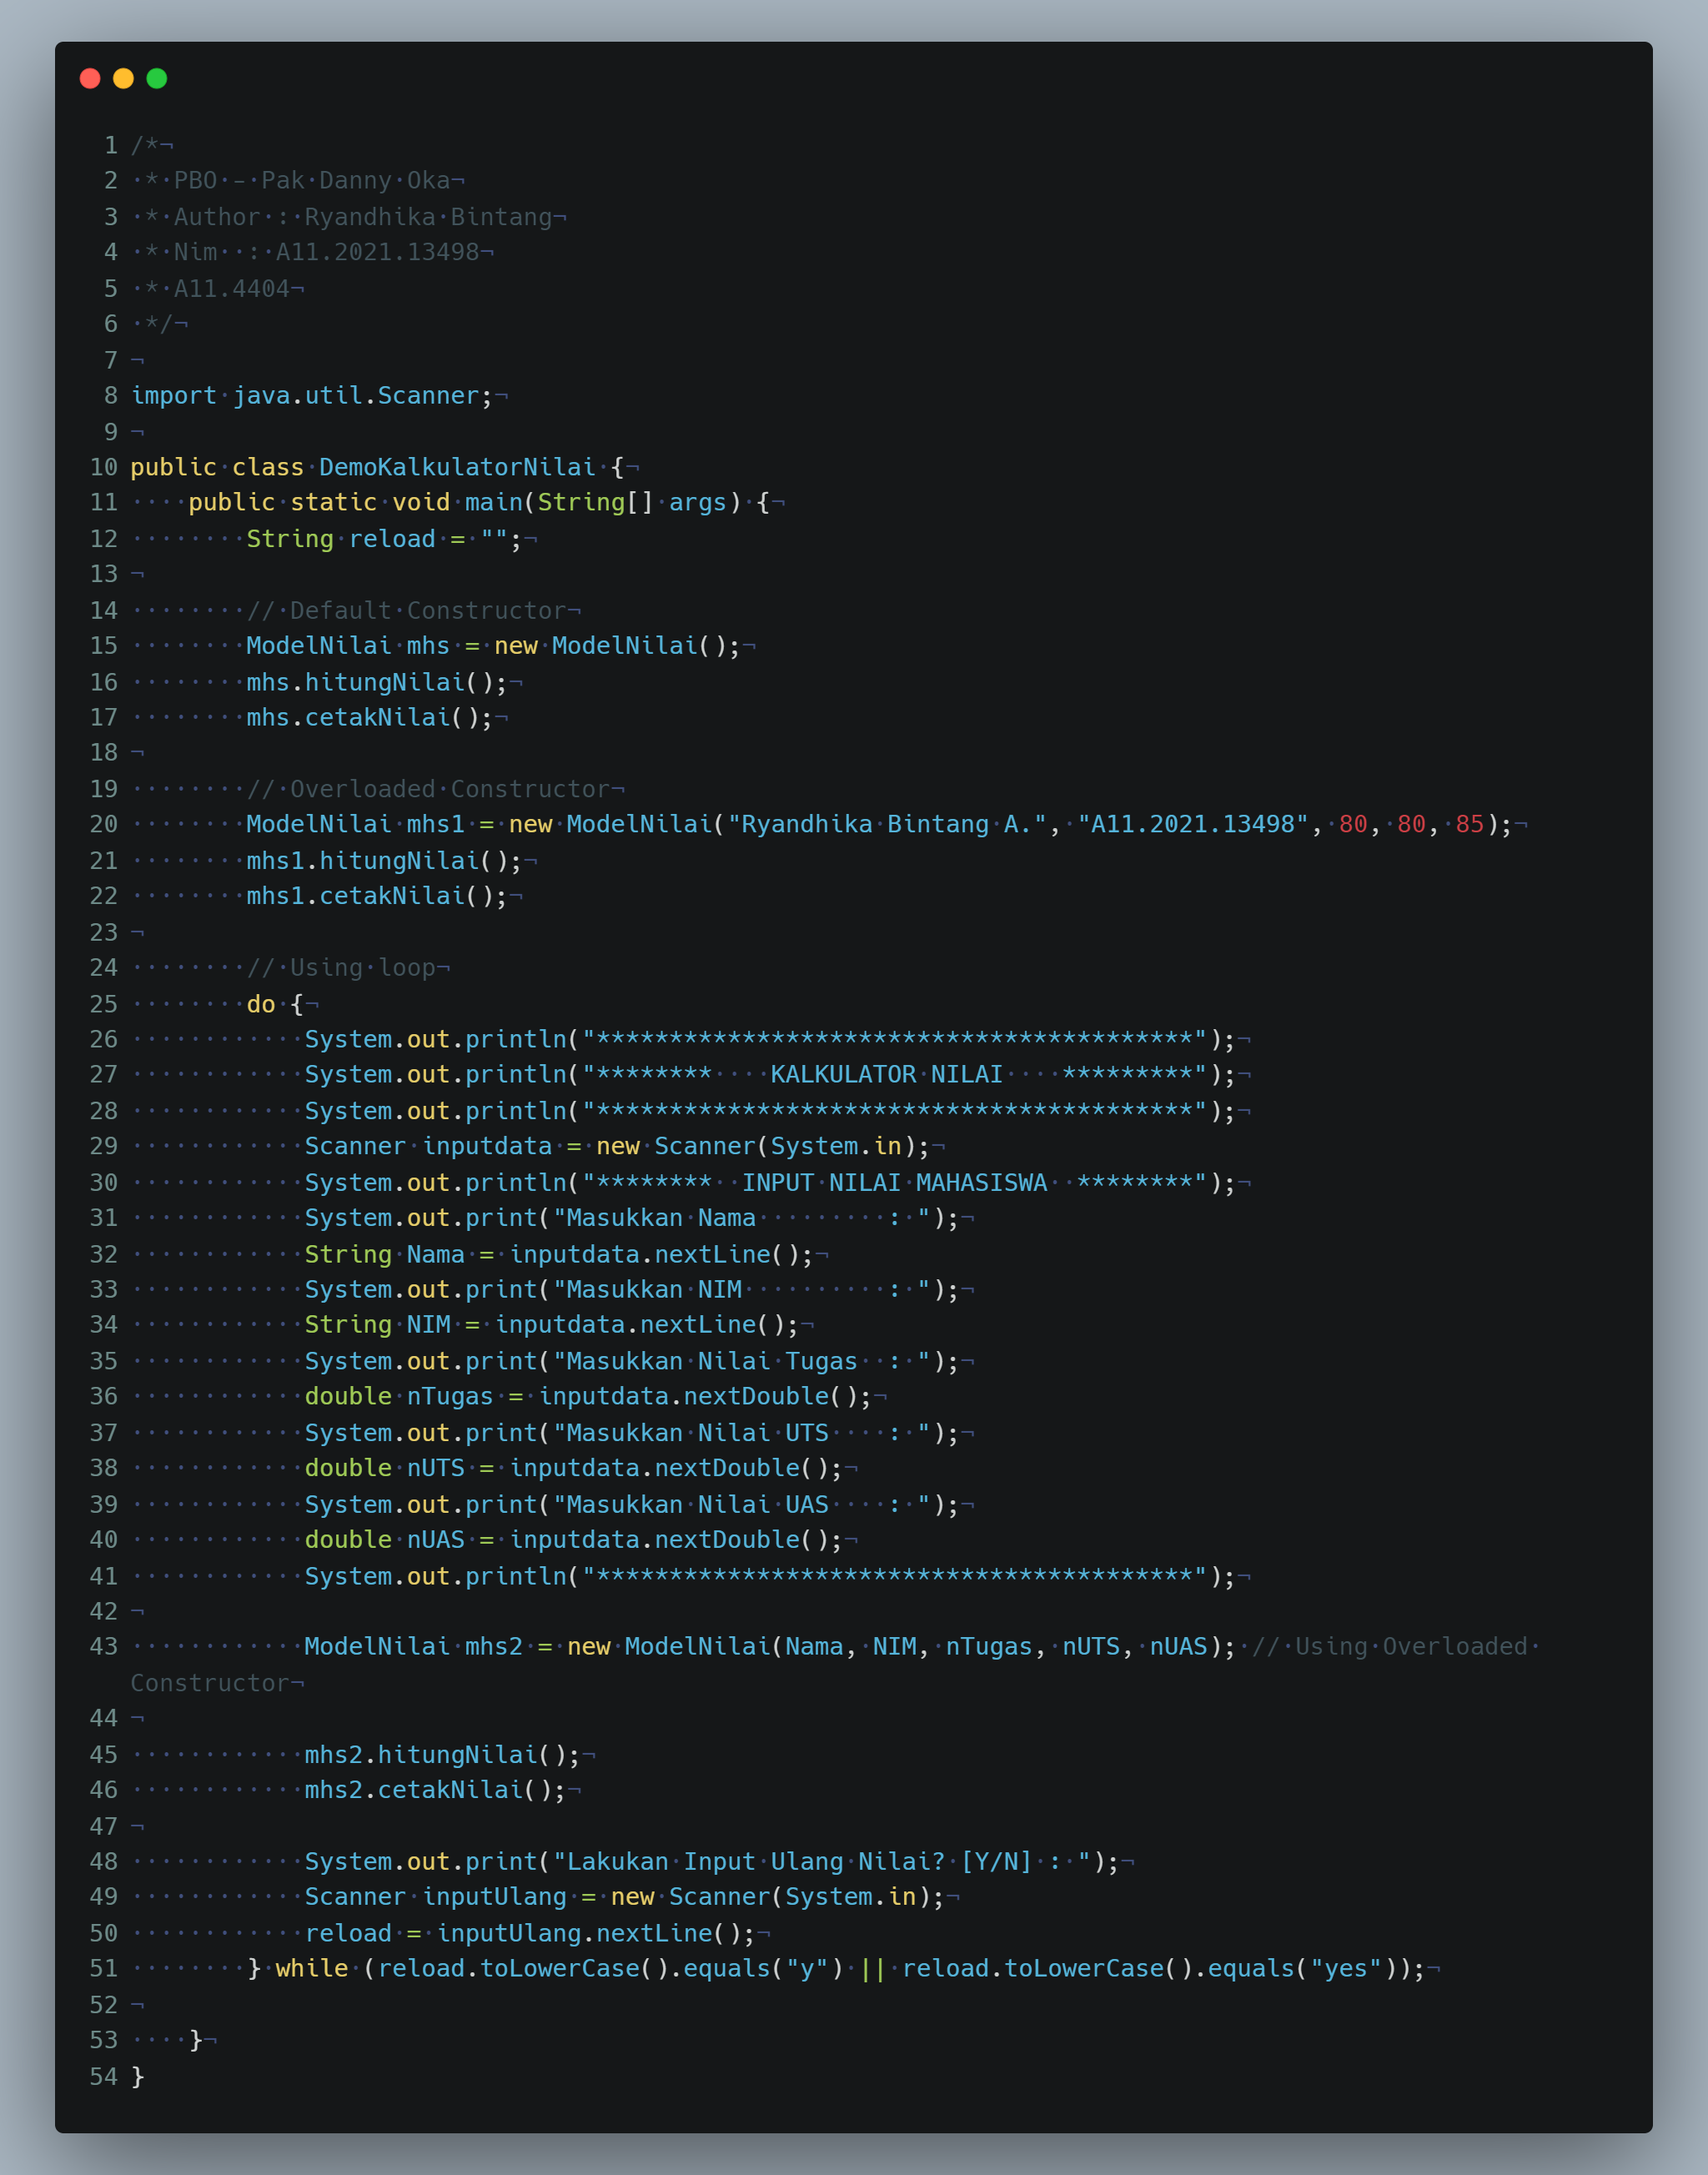 1 /*¬
2 ·*·PBO·-·Pak·Danny·Oka¬
3 ·*·Author·:·Ryandhika·Bintang¬
4 ·*·Nim··:·A11.2021.13498¬
5 ·*·A11.4404¬
6 ·*/¬
7 ¬
8 import·java.util.Scanner;¬
9 ¬
10 public·class·DemoKalkulatorNilai·{¬
11 ····public·static·void·main(String[]·args)·{¬
12 ········String·reload·=·"";¬
13 ¬
14 ········//·Default·Constructor¬
15 ········ModelNilai·mhs·=·new·ModelNilai();¬
16 ········mhs.hitungNilai();¬
17 ········mhs.cetakNilai();¬
18 ¬
19 ········//·Overloaded·Constructor¬
20 ········ModelNilai·mhs1·=·new·ModelNilai("Ryandhika·Bintang·A.",·"A11.2021.13498",·80,·80,·85);¬
21 ········mhs1.hitungNilai();¬
22 ········mhs1.cetakNilai();¬
23 ¬
24 ········//·Using·loop¬
25 ········do·{¬
26 ············System.out.println("*****************************************");¬
27 ············System.out.println("********····KALKULATOR·NILAI····*********");¬
28 ············System.out.println("*****************************************");¬
29 ············Scanner·inputdata·=·new·Scanner(System.in);¬
30 ············System.out.println("********··INPUT·NILAI·MAHASISWA··********");¬
31 ············System.out.print("Masukkan·Nama·········:·");¬
32 ············String·Nama·=·inputdata.nextLine();¬
33 ············System.out.print("Masukkan·NIM··········:·");¬
34 ············String·NIM·=·inputdata.nextLine();¬
35 ············System.out.print("Masukkan·Nilai·Tugas··:·");¬
36 ············double·nTugas·=·inputdata.nextDouble();¬
37 ············System.out.print("Masukkan·Nilai·UTS····:·");¬
38 ············double·nUTS·=·inputdata.nextDouble();¬
39 ············System.out.print("Masukkan·Nilai·UAS····:·");¬
40 ············double·nUAS·=·inputdata.nextDouble();¬
41 ············System.out.println("*****************************************");¬
42 ¬
43 ············ModelNilai·mhs2·=·new·ModelNilai(Nama,·NIM,·nTugas,·nUTS,·nUAS);·//·Using·Overloaded·
Constructor¬
44 ¬
45 ············mhs2.hitungNilai();¬
46 ············mhs2.cetakNilai();¬
47 ¬
48 ············System.out.print("Lakukan·Input·Ulang·Nilai?·[Y/N]·:·");¬
49 ············Scanner·inputUlang·=·new·Scanner(System.in);¬
50 ············reload·=·inputUlang.nextLine();¬
51 ········}·while·(reload.toLowerCase().equals("y")·||·reload.toLowerCase().equals("yes"));¬
52 ¬
53 ····}¬
54 }